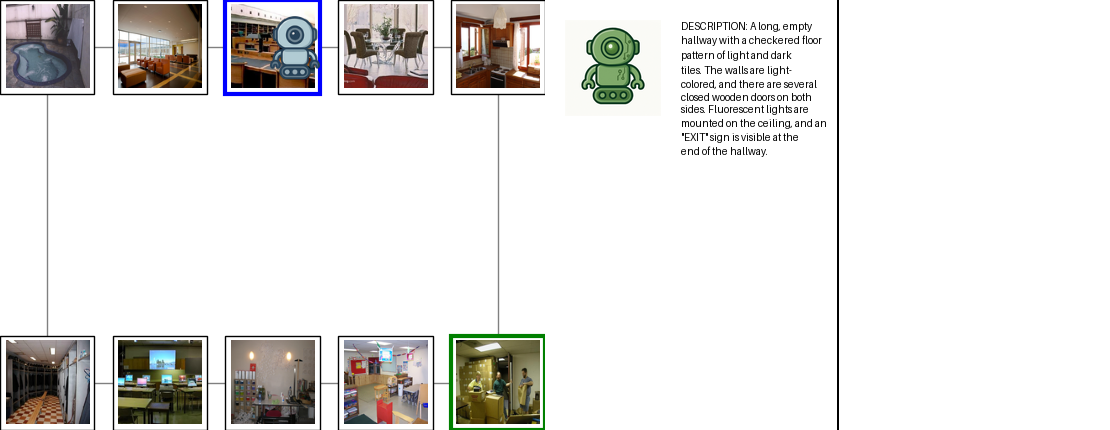 DESCRIPTION: A long, empty
hallway with a checkered floor
pattern of light and dark
tiles. The walls are light-
colored, and there are several
closed wooden doors on both
sides. Fluorescent lights are
mounted on the ceiling, and an
"EXIT" sign is visible at the
end of the hallway.